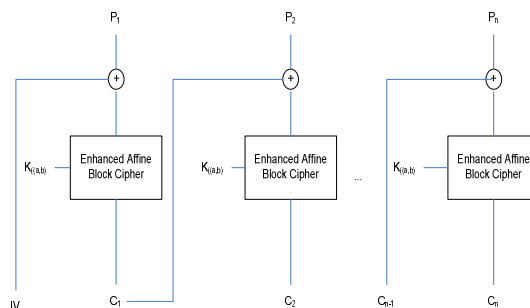 P1 P2 Pn
+ + +
K((a,b) Enhanced Affine Block Cipher K((a,b) Enhanced Affine Block Cipher ... K((a,b) Enhanced Affine Block Cipher
IV C1 C2 Cn-1 Cn